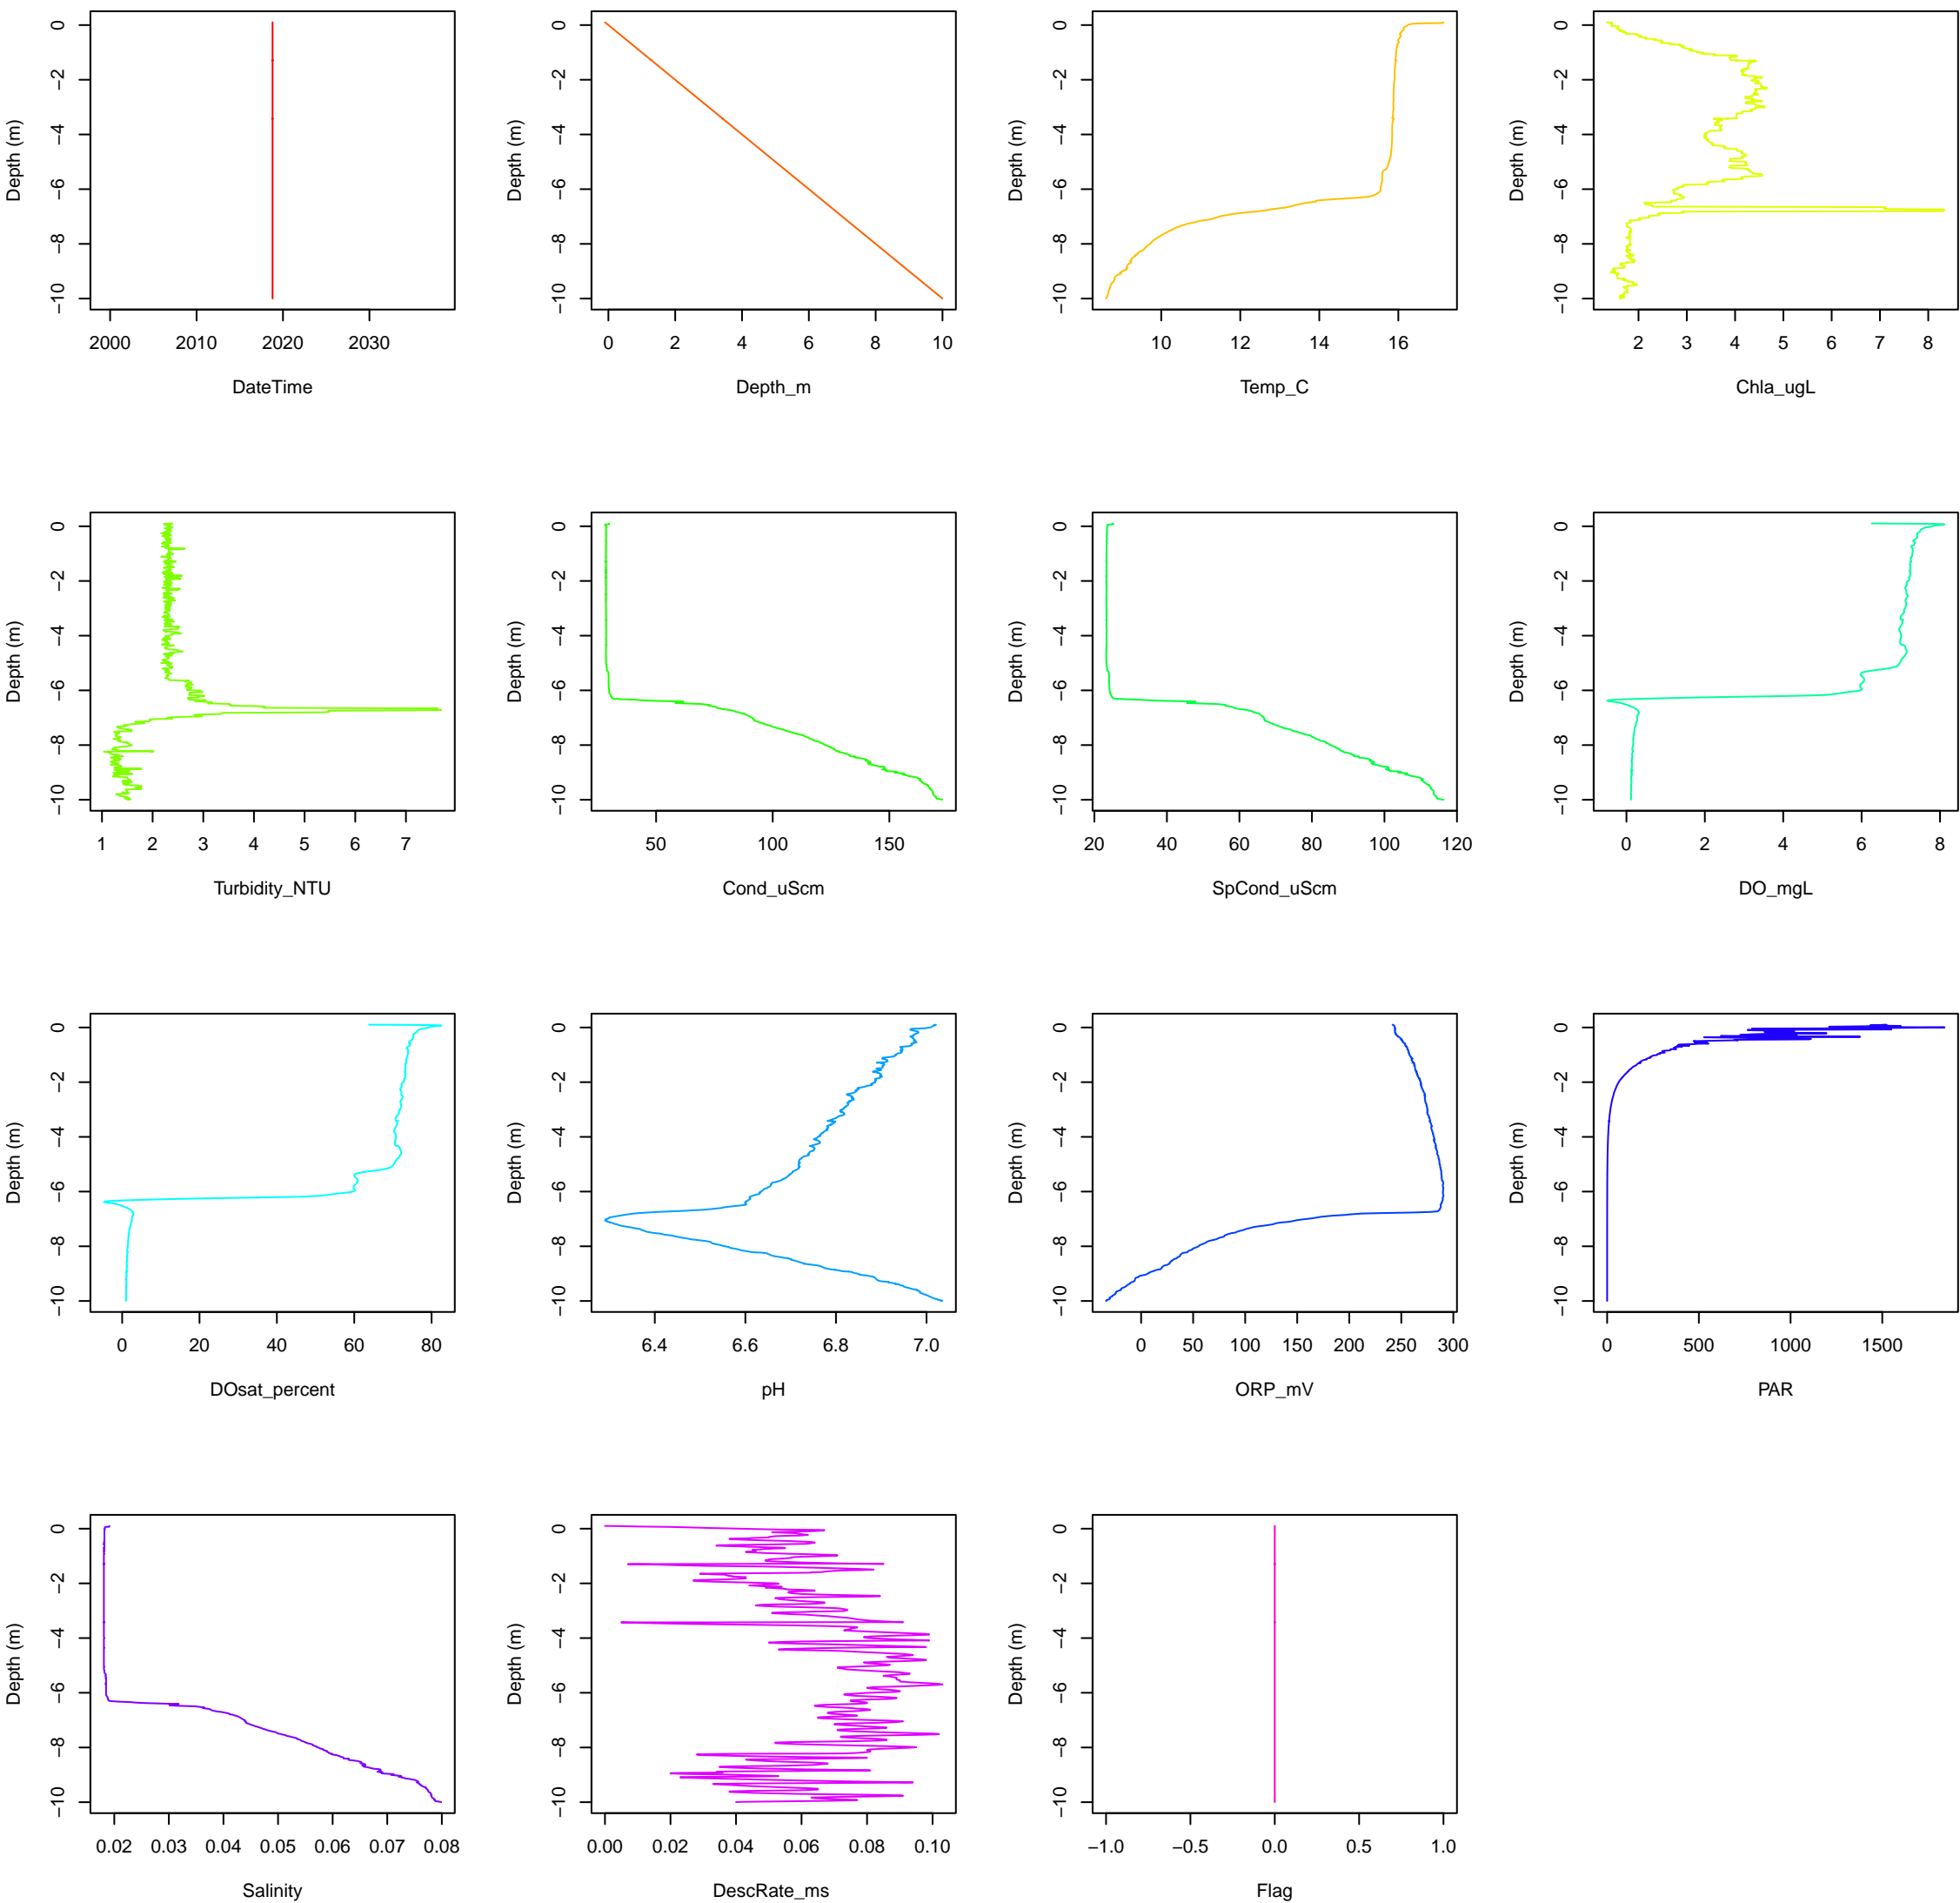 Depth (m)
0
−2
−4
−6
−8
−10
2000 2010 2020 2030
DateTime
Depth (m)
0
−2
−4
−6
−8
−10
0 2 4 6 8 10
Depth_m
Depth (m)
0
−2
−4
−6
−8
−10
10 12 14 16
Temp_C
Depth (m)
0
−2
−4
−6
−8
−10
2 3 4 5 6 7 8
Chla_ugL
Depth (m)
0
−2
−4
−6
−8
−10
1 2 3 4 5 6 7
Turbidity_NTU
Depth (m)
0
−2
−4
−6
−8
−10
50 100 150
Cond_uScm
Depth (m)
0
−2
−4
−6
−8
−10
20 40 60 80 100 120
SpCond_uScm
Depth (m)
0
−2
−4
−6
−8
−10
0 2 4 6 8
DO_mgL
Depth (m)
0
−2
−4
−6
−8
−10
0 20 40 60 80
DOsat_percent
Depth (m)
0
−2
−4
−6
−8
−10
6.4 6.6 6.8 7.0
pH
Depth (m)
0
−2
−4
−6
−8
−10
0 50 100 150 200 250 300
ORP_mV
Depth (m)
0
−2
−4
−6
−8
−10
0 500 1000 1500
PAR
Depth (m)
0
−2
−4
−6
−8
−10
0.02 0.03 0.04 0.05 0.06 0.07 0.08
Salinity
Depth (m)
0
−2
−4
−6
−8
−10
0.00 0.02 0.04 0.06 0.08 0.10
DescRate_ms
Depth (m)
0
−2
−4
−6
−8
−10
−1.0 −0.5 0.0 0.5 1.0
Flag